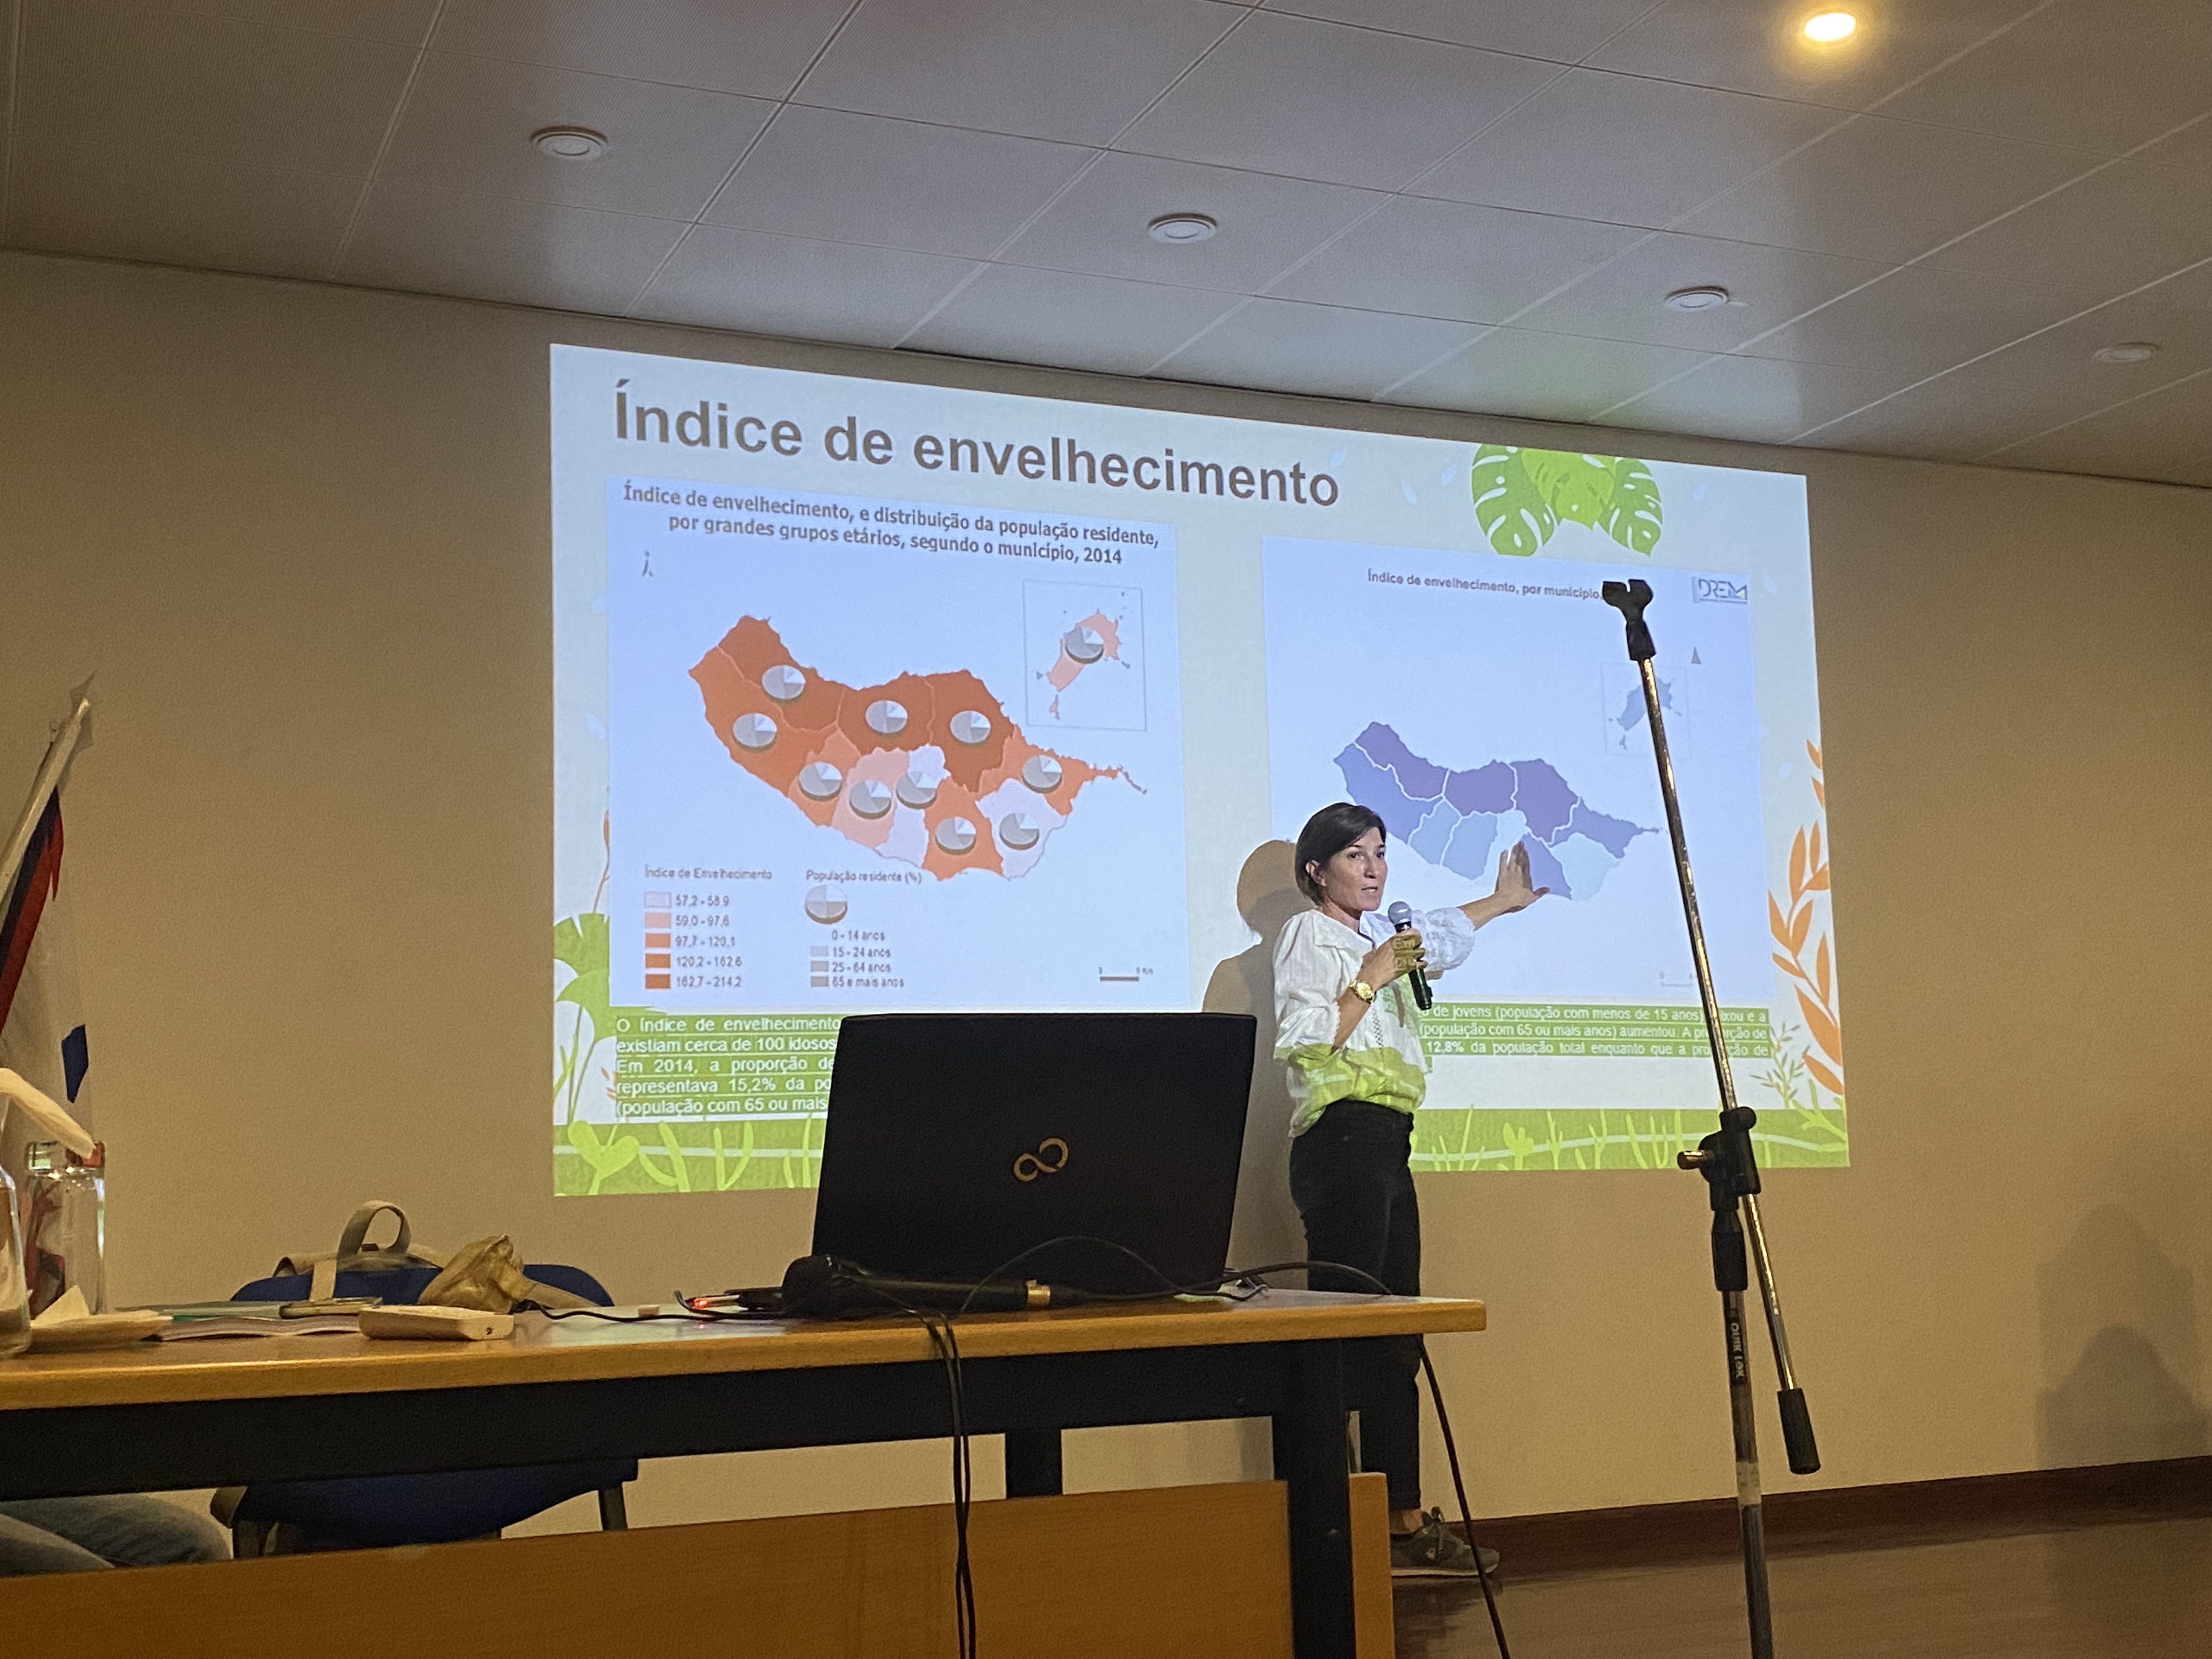 Índice de envelhecimento
Índice de envelhecimento, e distribuição da população residente,
por grandes grupos etários, segundo o município, 2014
Índice de Envelhecimento
57,2 - 58,9
59,0 - 97,6
97,7 - 120,1
120,2 - 162,6
162,7 - 214,2
População residente (%)
0 - 14 anos
15 - 24 anos
25 - 64 anos
65 e mais anos
Índice de envelhecimento, por município,
DREM
O índice de envelhecimento
existiam cerca de 100 idosos
Em 2014, a proporção de
representava 15,2% da
(população com 65 ou mais
de jovens (população com menos de 15 anos) e a
(população com 65 ou mais anos) aumentou. A de
12,8% da população total enquanto que a de
QUIK LOK